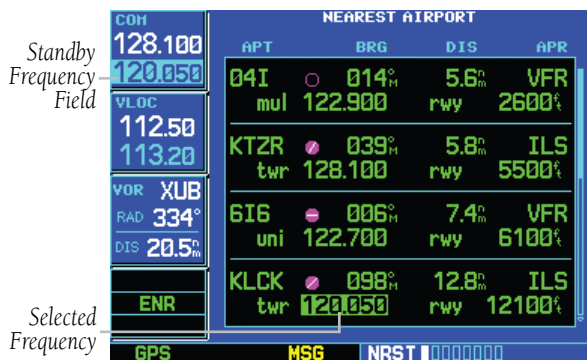 COM
128.100
120.050
VLOC
112.50
113.20
VOR XUB
RAD 334°
DIS 20.5nm
ENR
GPS
MSG
NRST
NEAREST AIRPORT
APT BRG DIS APR
04I 014°M 5.6nm VFR
mul 122.900 rwy 2600ft
KTZR 039°M 5.8nm ILS
twr 128.100 rwy 5500ft
6I6 006°M 7.4nm VFR
uni 122.700 rwy 6100ft
KLCK 098°M 12.8nm ILS
twr 120.050 rwy 12100ft
Standby
Frequency
Field
Selected
Frequency